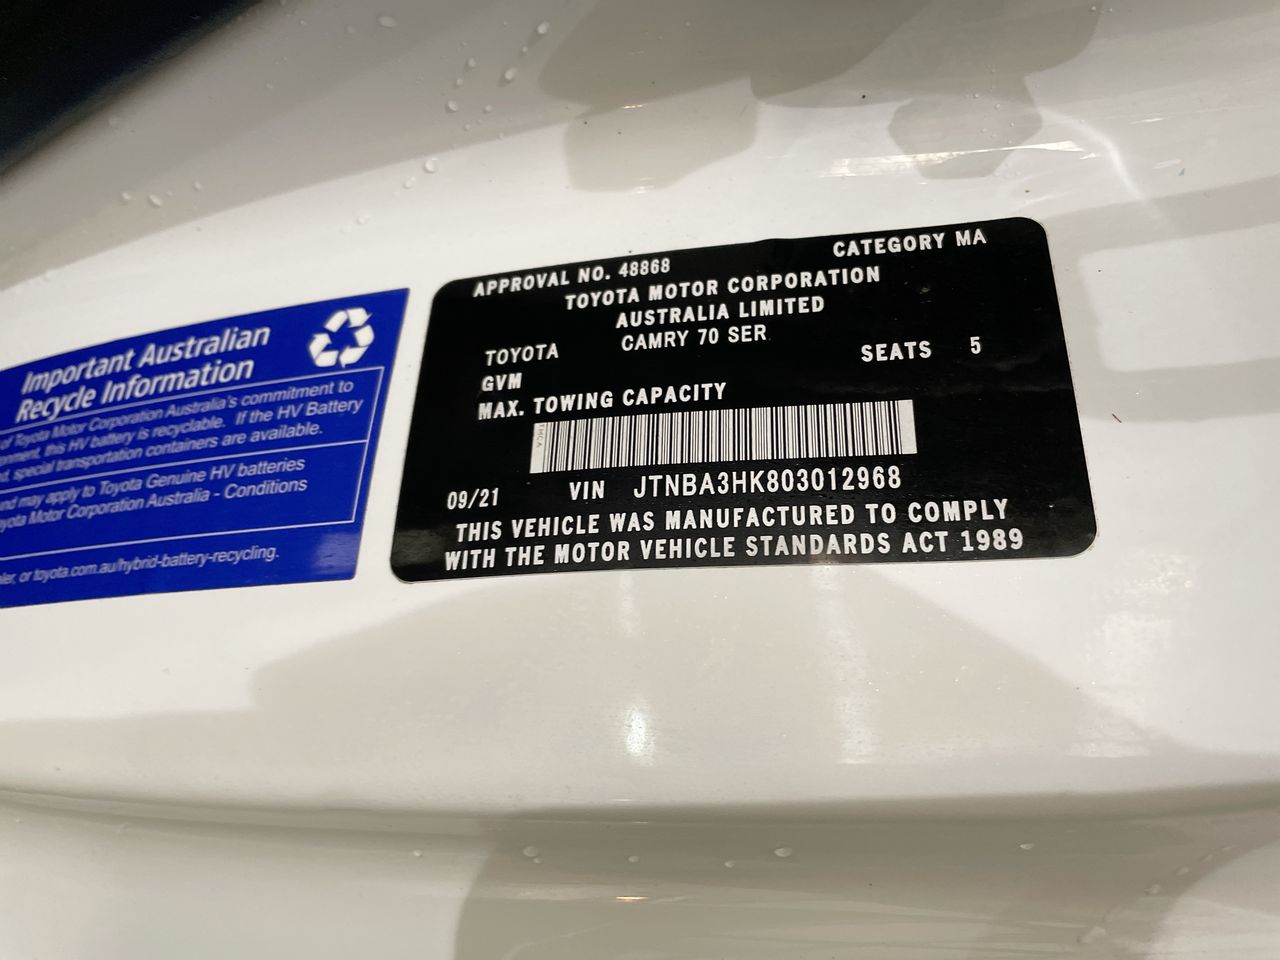 Important Australian
Recycle Information
of Toyota Motor Corporation Australia's commitment to
this HV battery is recyclable. If the HV Battery
special transportation containers are available.
and may apply to Toyota Genuine HV batteries
Toyota Motor Corporation Australia - Conditions
or toyota.com.au/hybrid-battery-recycling.
APPROVAL NO. 48868
CATEGORY MA
TOYOTA MOTOR CORPORATION
AUSTRALIA LIMITED
TOYOTA
CAMRY 70 SER
GVM
SEATS 5
MAX. TOWING CAPACITY
TMCA
09/21
VIN JTNBA3HK803012968
THIS VEHICLE WAS MANUFACTURED TO COMPLY
WITH THE MOTOR VEHICLE STANDARDS ACT 1989